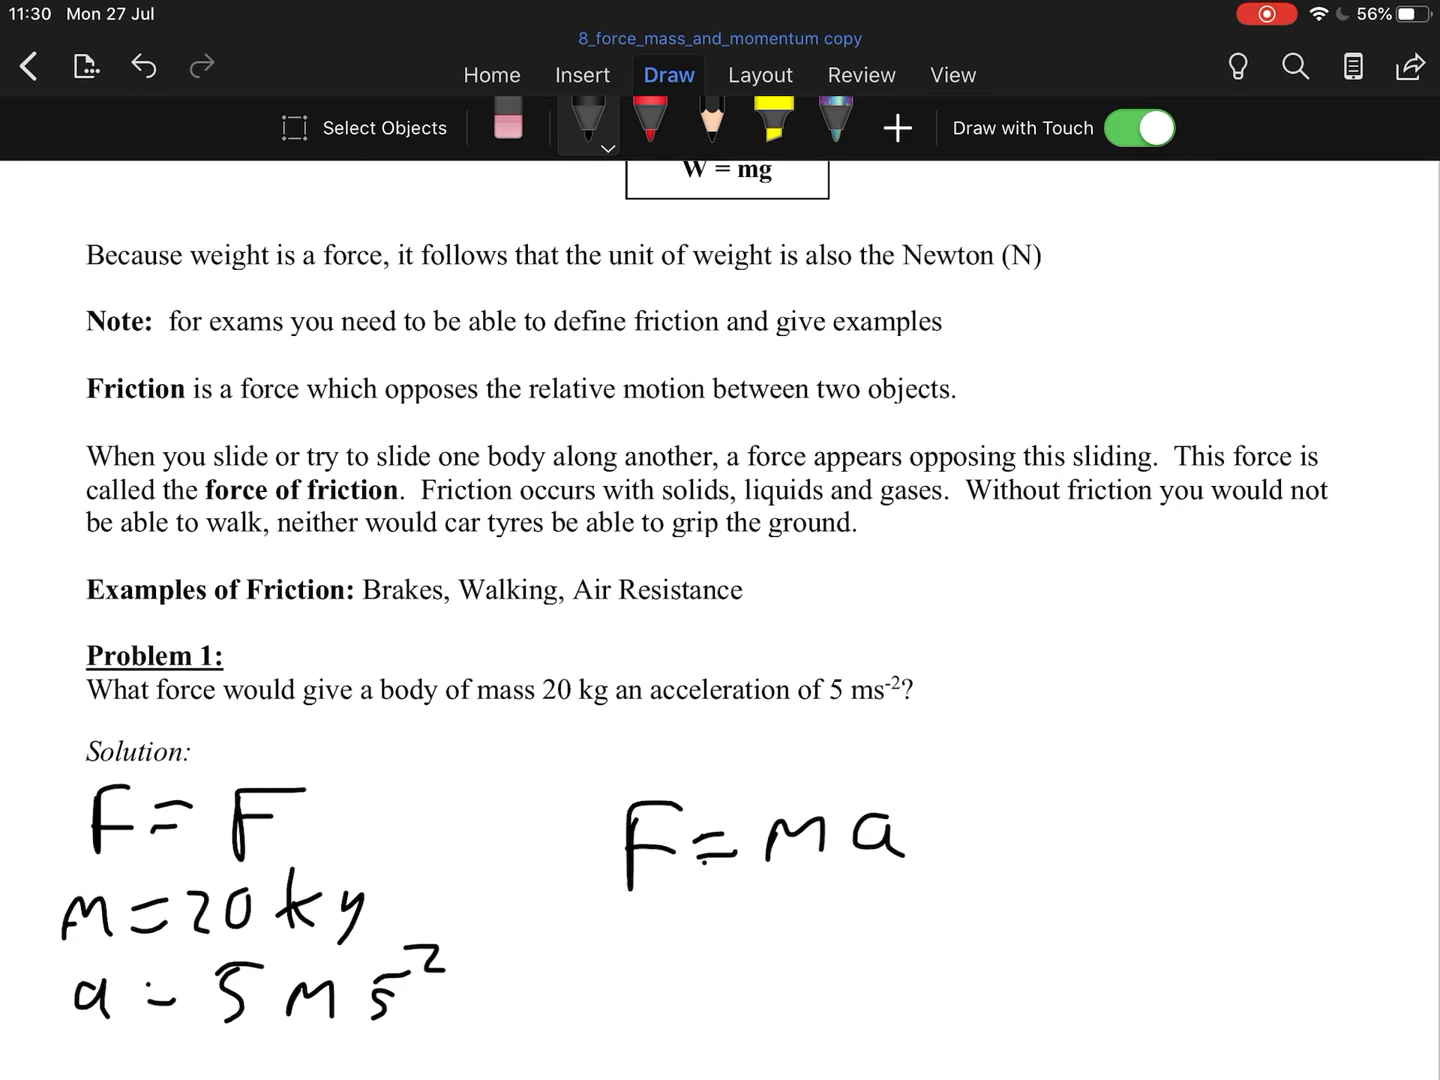 11:30 Mon 27 Jul
56%
8_force_mass_and_momentum copy
Home Insert Draw Layout Review View
Select Objects
Draw with Touch
W = mg
Because weight is a force, it follows that the unit of weight is also the Newton (N)
Note: for exams you need to be able to define friction and give examples
Friction is a force which opposes the relative motion between two objects.
When you slide or try to slide one body along another, a force appears opposing this sliding. This force is
called the force of friction. Friction occurs with solids, liquids and gases. Without friction you would not
be able to walk, neither would car tyres be able to grip the ground.
Examples of Friction: Brakes, Walking, Air Resistance
Problem 1:
What force would give a body of mass 20 kg an acceleration of 5 ms⁻²?
Solution:
F = F
F = ma
m = 20 kg
a = 5 m s⁻²